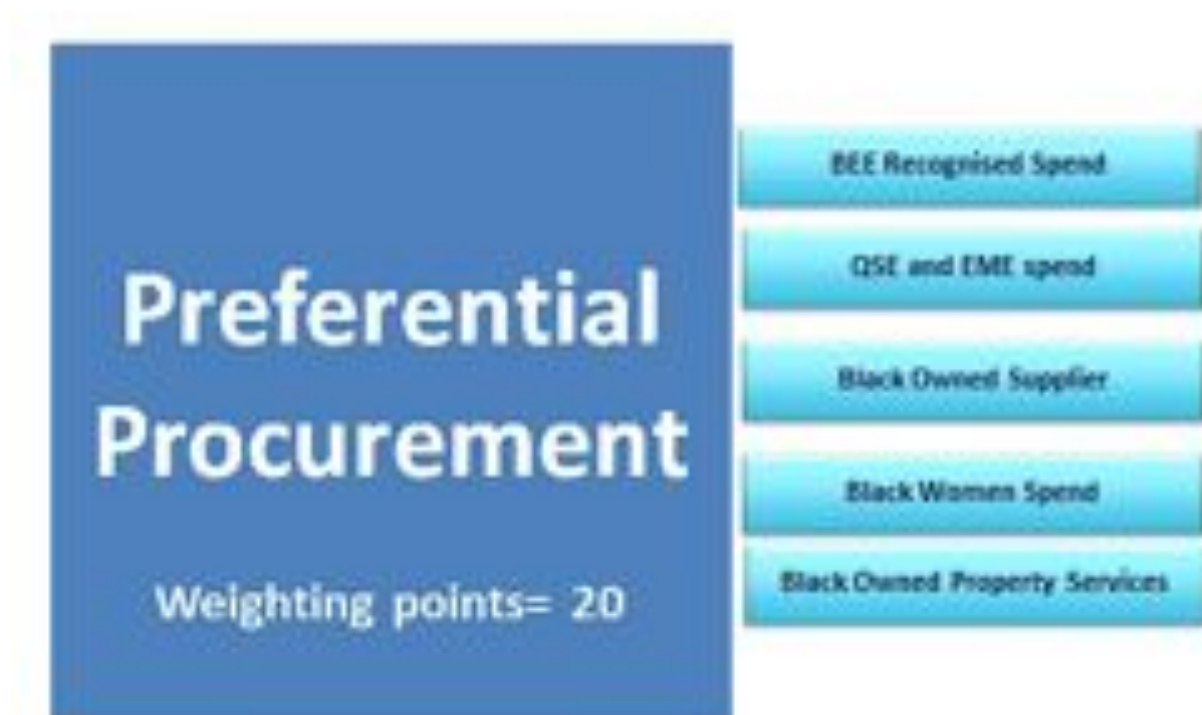 Preferential
Procurement
Weighting points= 20
BEE Recognised Spend
QSE and EME spend
Black Owned Supplier
Black Women Spend
Black Owned Property Services